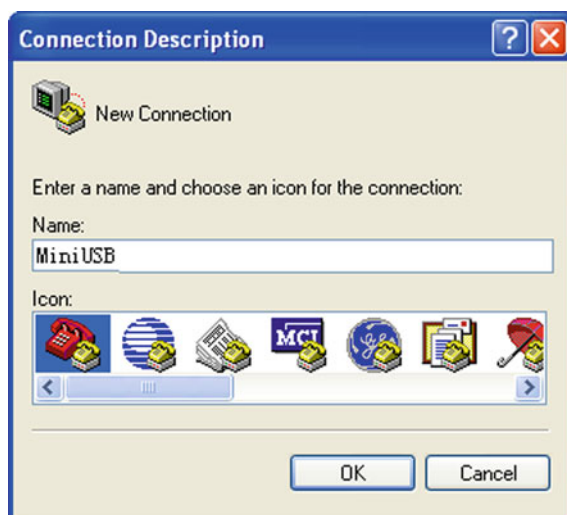 Connection Description
New Connection
Enter a name and choose an icon for the connection:
Name:
MiniUSB
Icon:
MCI
OK
Cancel